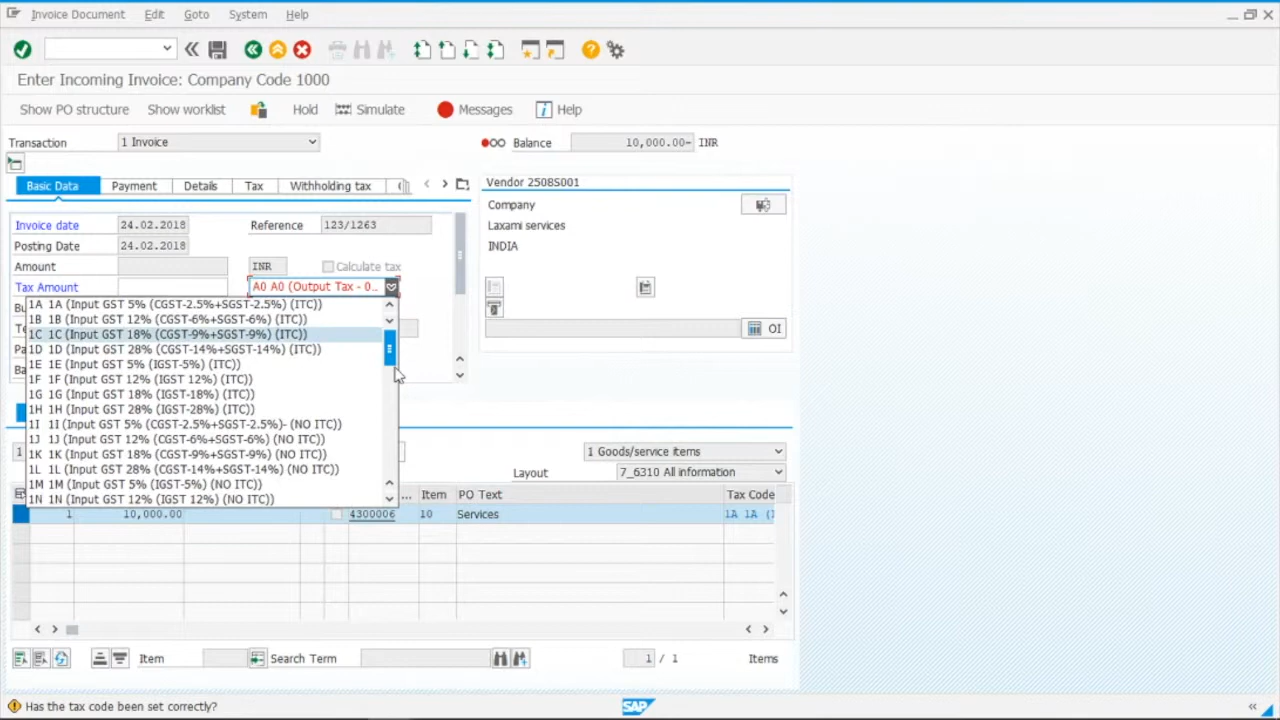 Invoice Document Edit Goto System Help
Enter Incoming Invoice: Company Code 1000
Show PO structure Show worklist Hold Simulate Messages Help
Transaction 1 Invoice Balance 10,000.00- INR
Basic Data Payment Details Tax Withholding tax
Vendor 2508S001
Invoice date 24.02.2018 Reference 123/1263
Posting Date 24.02.2018
Amount INR Calculate tax
Tax Amount A0 A0 (Output Tax - 0..
Company
Laxami services
INDIA
OI
1A 1A (Input GST 5% (CGST-2.5%+SGST-2.5%) (ITC))
1B 1B (Input GST 12% (CGST-6%+SGST-6%) (ITC))
1C 1C (Input GST 18% (CGST-9%+SGST-9%) (ITC))
1D 1D (Input GST 28% (CGST-14%+SGST-14%) (ITC))
1E 1E (Input GST 5% (IGST-5%) (ITC))
1F 1F (Input GST 12% (IGST 12%) (ITC))
1G 1G (Input GST 18% (IGST-18%) (ITC))
1H 1H (Input GST 28% (IGST-28%) (ITC))
1I 1I (Input GST 5% (CGST-2.5%+SGST-2.5%)- (NO ITC))
1J 1J (Input GST 12% (CGST-6%+SGST-6%) (NO ITC))
1K 1K (Input GST 18% (CGST-9%+SGST-9%) (NO ITC))
1L 1L (Input GST 28% (CGST-14%+SGST-14%) (NO ITC))
1M 1M (Input GST 5% (IGST-5%) (NO ITC))
1N 1N (Input GST 12% (IGST 12%) (NO ITC))
1 Goods/service items
Layout 7_6310 All information
... Item PO Text Tax Code
1 10,000.00 4300006 10 Services 1A 1A (I
Item Search Term 1 / 1 Items
Has the tax code been set correctly? SAP